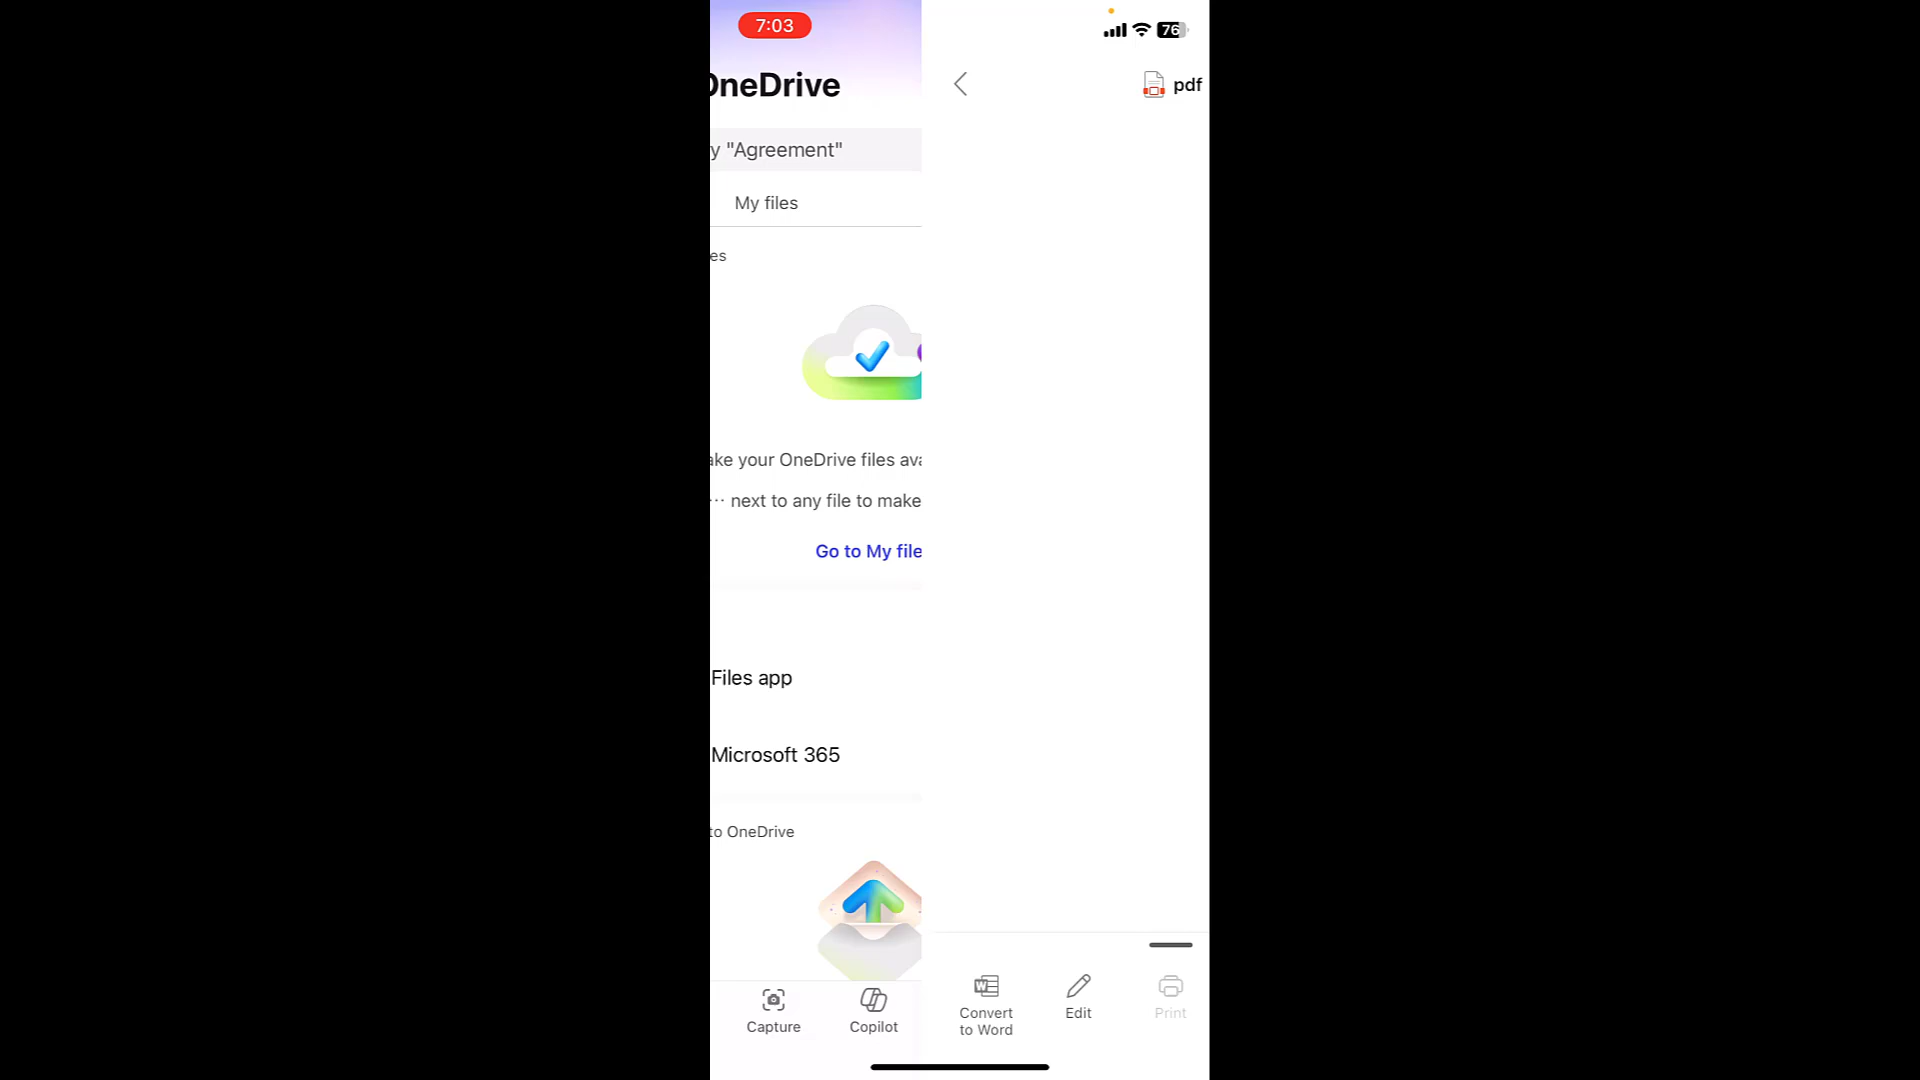 7:03
76
OneDrive
pdf
y "Agreement"
My files
es
ake your OneDrive files ava
··· next to any file to make
Go to My file
Files app
Microsoft 365
to OneDrive
Capture
Copilot
Convert
to Word
Edit
Print